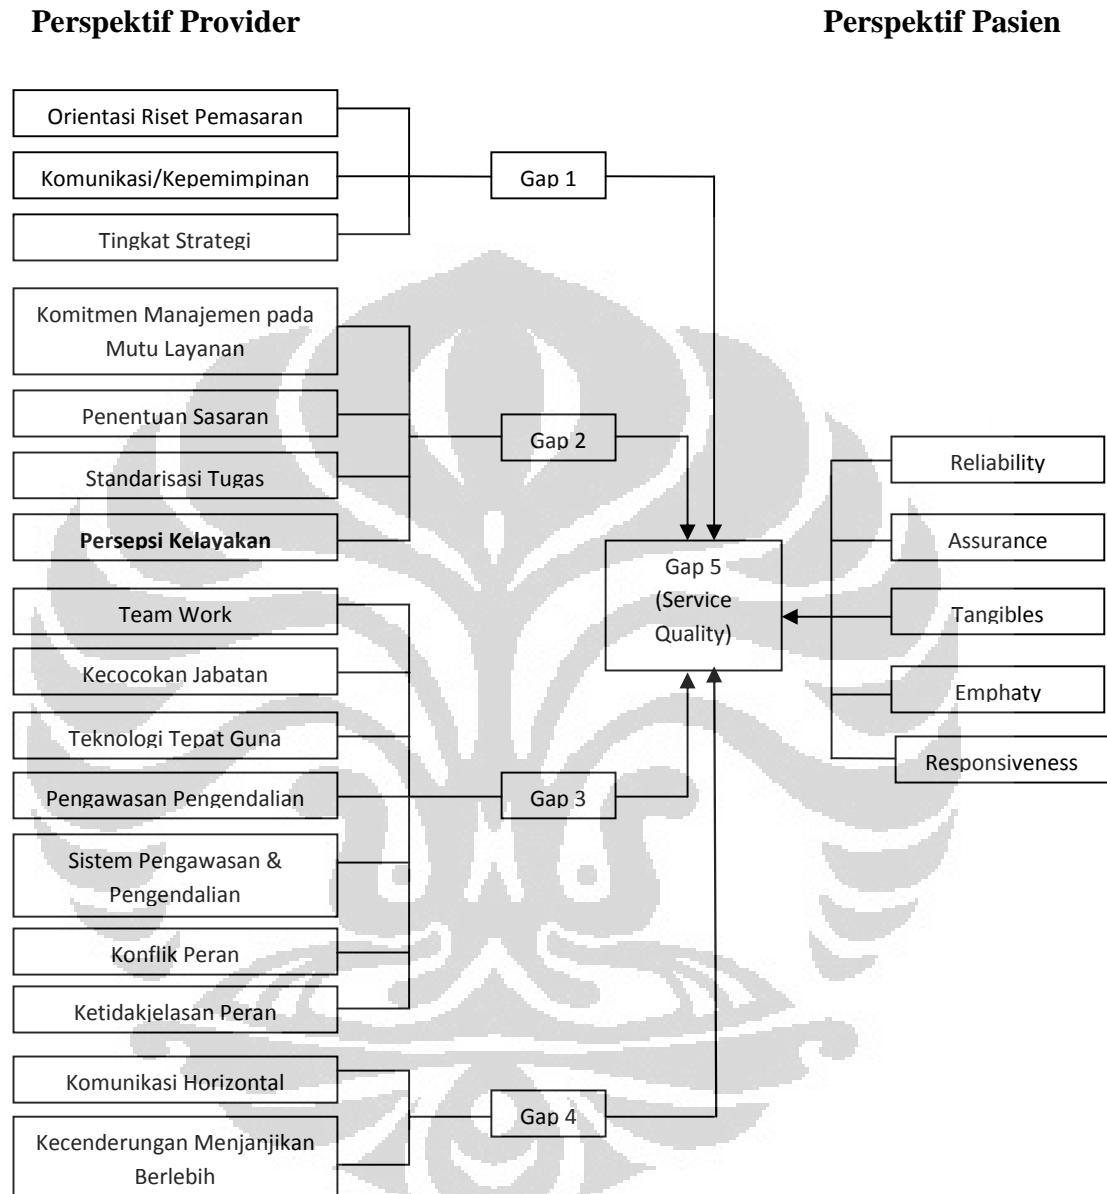 Perspektif Provider
Perspektif Pasien
Orientasi Riset Pemasaran
Komunikasi/Kepemimpinan
Tingkat Strategi
Gap 1
Komitmen Manajemen pada
Mutu Layanan
Penentuan Sasaran
Standarisasi Tugas
Persepsi Kelayakan
Gap 2
Team Work
Kecocokan Jabatan
Teknologi Tepat Guna
Pengawasan Pengendalian
Sistem Pengawasan &
Pengendalian
Konflik Peran
Ketidakjelasan Peran
Gap 3
Komunikasi Horizontal
Kecenderungan Menjanjikan
Berlebih
Gap 4
Gap 5
(Service
Quality)
Reliability
Assurance
Tangibles
Emphaty
Responsiveness